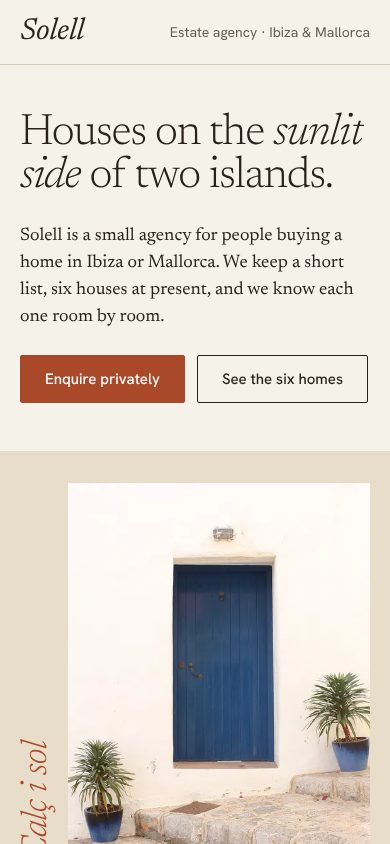 Solell
Estate agency · Ibiza & Mallorca
Houses on the sunlit
side of two islands.
Solell is a small agency for people buying a
home in Ibiza or Mallorca. We keep a short
list, six houses at present, and we know each
one room by room.
Enquire privately
See the six homes
Calç i sol